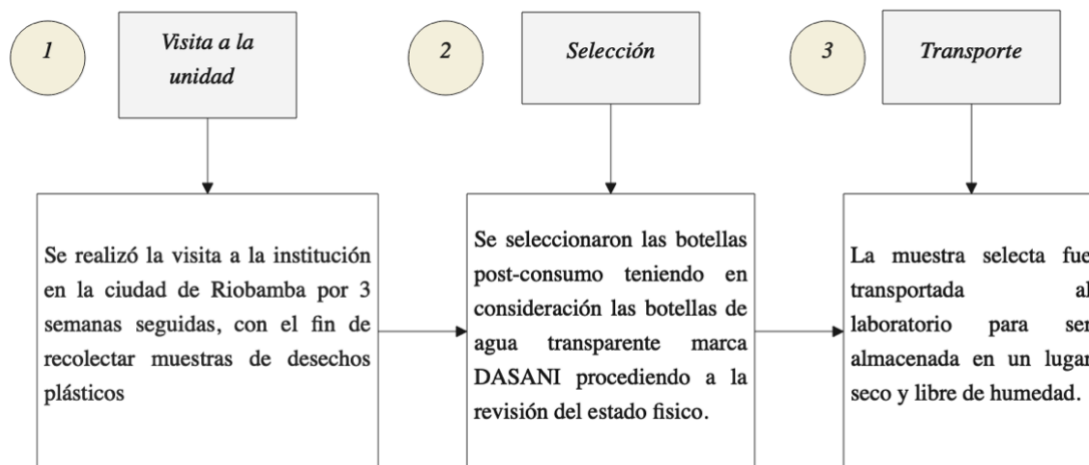 1
Visita a la
unidad
2
Selección
3
Transporte
Se realizó la visita a la institución
en la ciudad de Riobamba por 3
semanas seguidas, con el fin de
recolectar muestras de desechos
plásticos
Se seleccionaron las botellas
post-consumo teniendo en
consideración las botellas de
agua transparente marca
DASANI procediendo a la
revisión del estado fisico.
La muestra selecta fue
transportada al
laboratorio para ser
almacenada en un lugar
seco y libre de humedad.